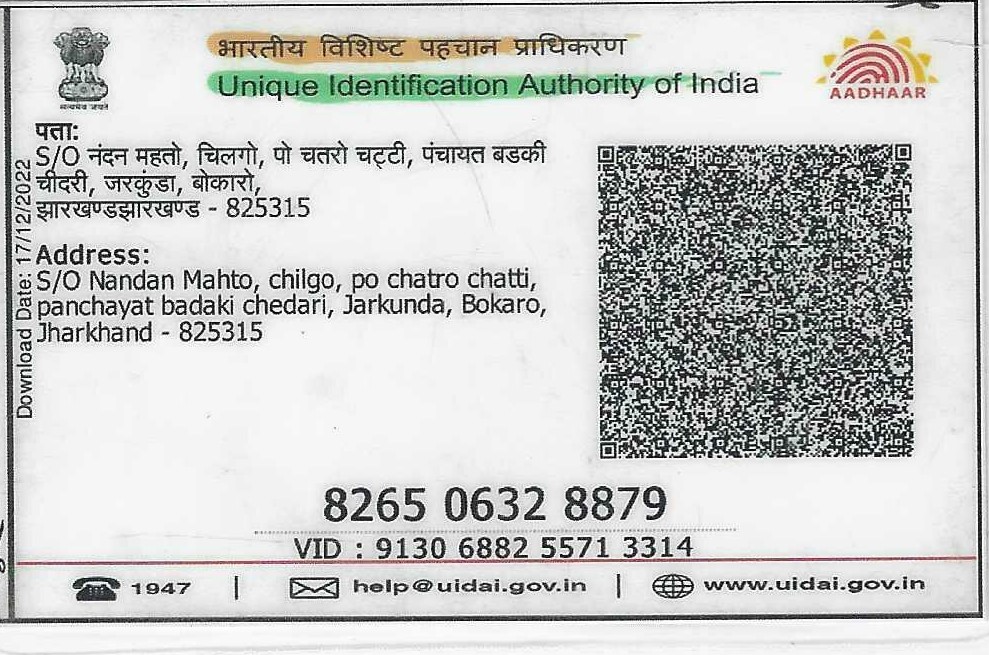 भारतीय विशिष्ट पहचान प्राधिकरण
Unique Identification Authority of India
AADHAAR
पता:
S/O नंदन महतो, चिलगो, पो चतरो चट्टी, पंचायत बडकी
चीदरी, जरकुंडा, बोकारो,
झारखण्डझारखण्ड - 825315
Address:
S/O Nandan Mahto, chilgo, po chatro chatti,
panchayat badaki chedari, Jarkunda, Bokaro,
Jharkhand - 825315
Download Date: 17/12/2022
8265 0632 8879
VID : 9130 6882 5571 3314
1947 | help@uidai.gov.in | www.uidai.gov.in